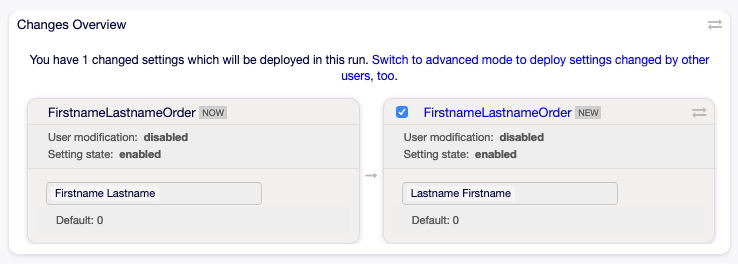 Changes Overview
You have 1 changed settings which will be deployed in this run. Switch to advanced mode to deploy settings changed by other
users, too.
FirstnameLastnameOrder NOW
User modification: disabled
Setting state: enabled
Firstname Lastname
Default: 0
FirstnameLastnameOrder NEW
User modification: disabled
Setting state: enabled
Lastname Firstname
Default: 0